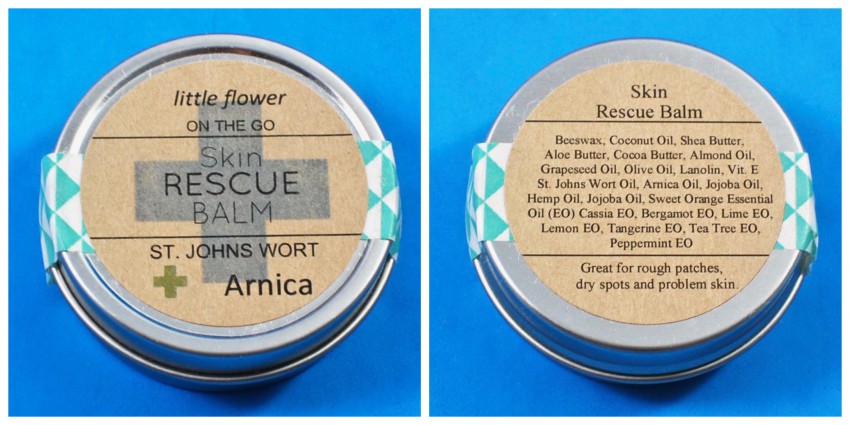 little flower
ON THE GO
Skin
RESCUE
BALM
ST. JOHNS WORT
Arnica
Skin
Rescue Balm
Beeswax, Coconut Oil, Shea Butter,
Aloe Butter, Cocoa Butter, Almond Oil,
Grapeseed Oil, Olive Oil, Lanolin, Vit. E
St. Johns Wort Oil, Arnica Oil, Jojoba Oil,
Hemp Oil, Jojoba Oil, Sweet Orange Essential
Oil (EO) Cassia EO, Bergamot EO, Lime EO,
Lemon EO, Tangerine EO, Tea Tree EO,
Peppermint EO
Great for rough patches,
dry spots and problem skin.